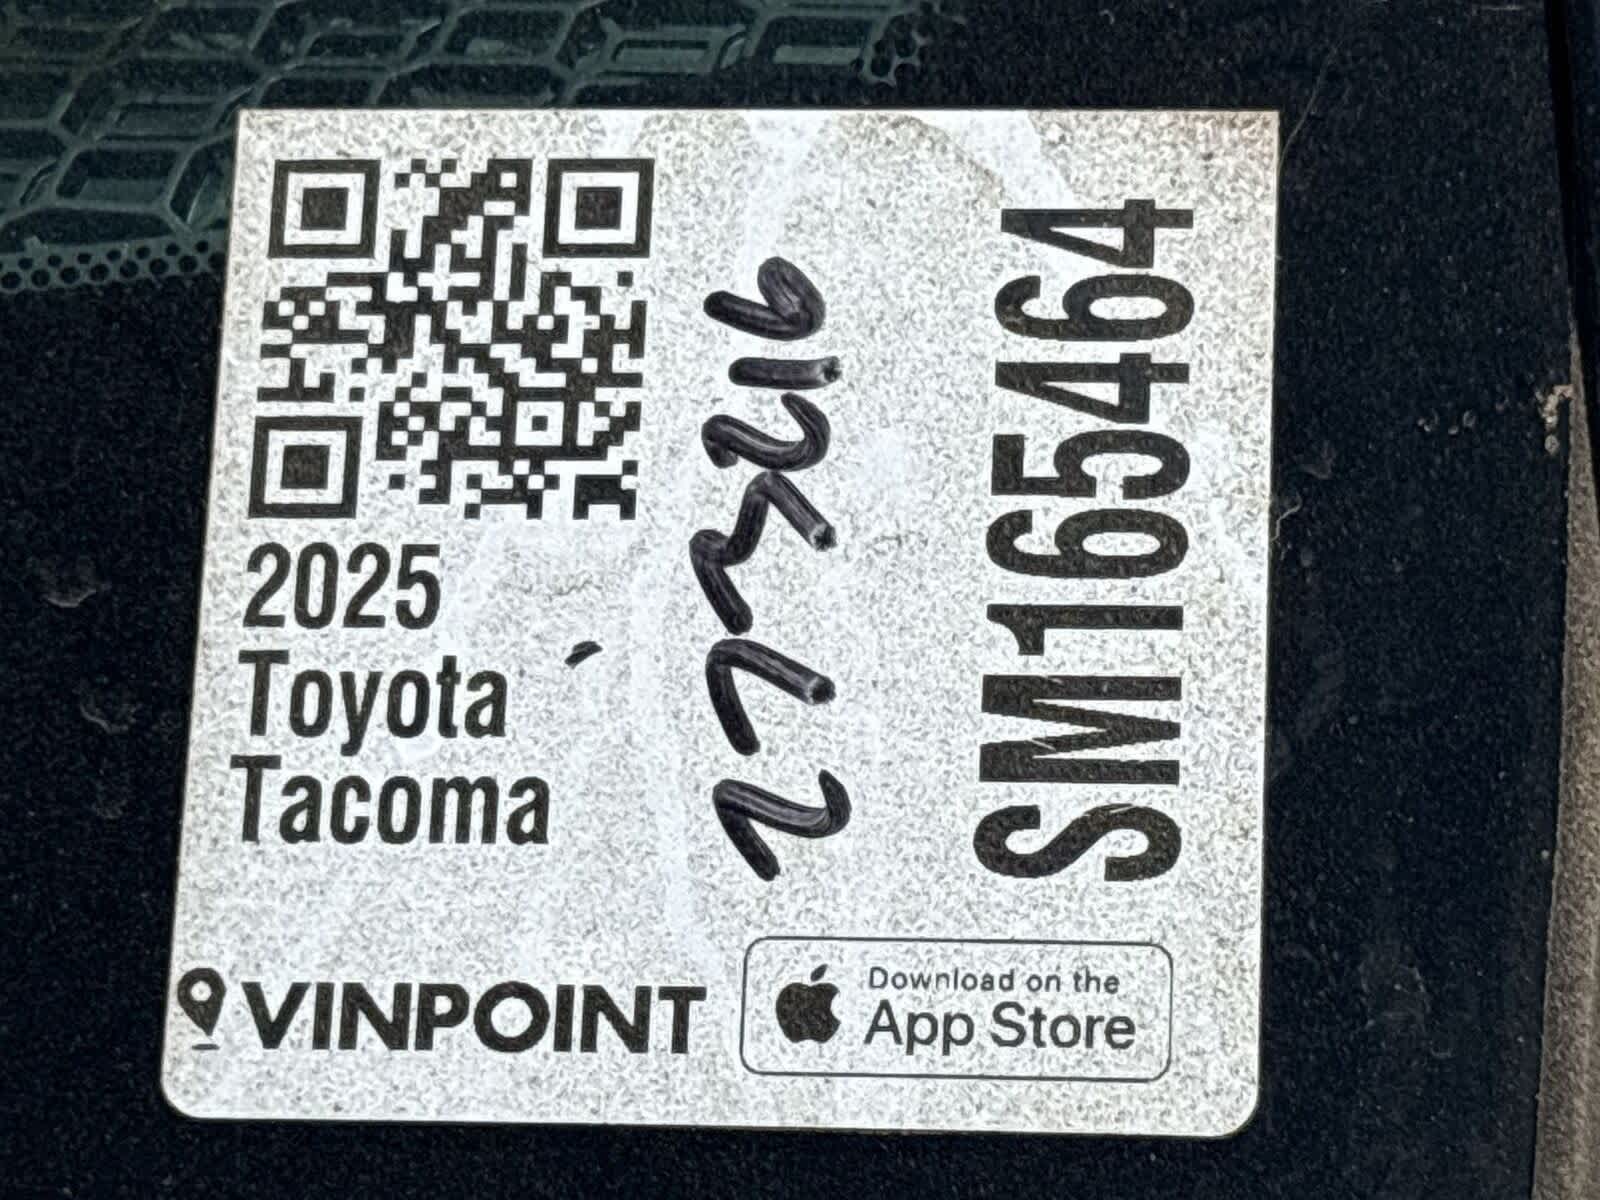 2025
Toyota
Tacoma
SM165464
VINPOINT
Download on the
App Store